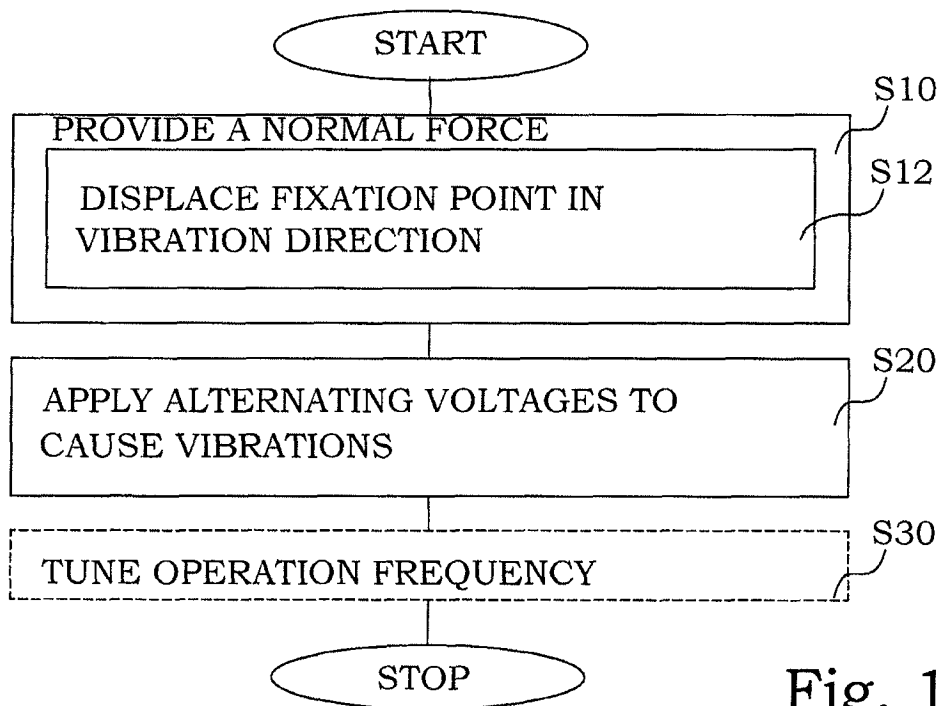 START
S10
PROVIDE A NORMAL FORCE
S12
DISPLACE FIXATION POINT IN
VIBRATION DIRECTION
S20
APPLY ALTERNATING VOLTAGES TO
CAUSE VIBRATIONS
S30
TUNE OPERATION FREQUENCY
STOP
Fig. 1